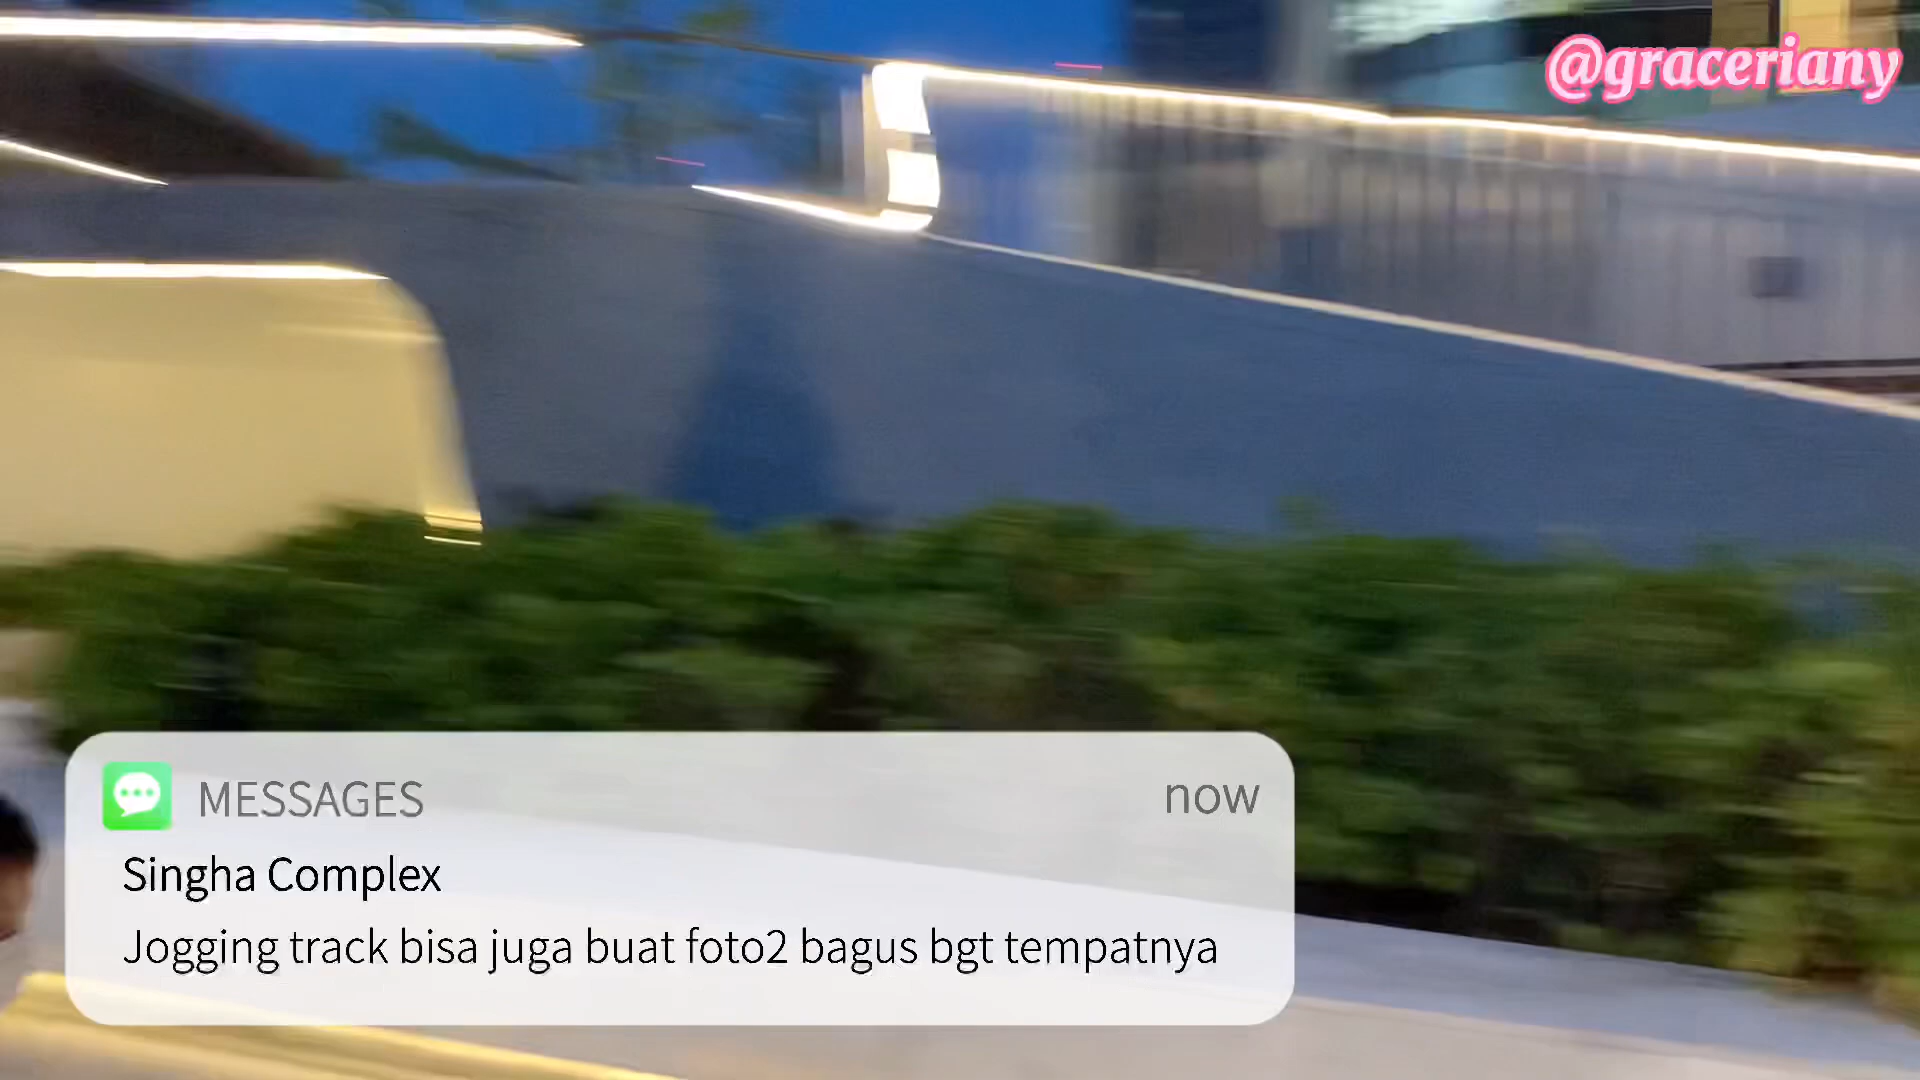 @graceriany
MESSAGES now
Singha Complex
Jogging track bisa juga buat foto2 bagus bgt tempatnya